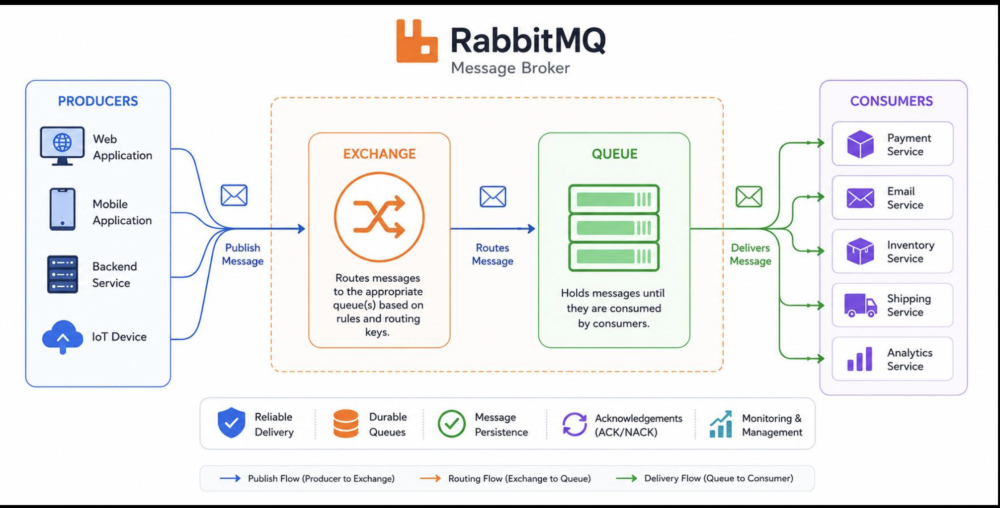 RabbitMQ
Message Broker
PRODUCERS
Web
Application
Mobile
Application
Backend
Service
IoT Device
Publish
Message
EXCHANGE
Routes messages
to the appropriate
queue(s) based on
rules and routing
keys.
Routes
Message
QUEUE
Holds messages until
they are consumed
by consumers.
Delivers
Message
CONSUMERS
Payment
Service
Email
Service
Inventory
Service
Shipping
Service
Analytics
Service
Reliable
Delivery
Durable
Queues
Message
Persistence
Acknowledgements
(ACK/NACK)
Monitoring &
Management
Publish Flow (Producer to Exchange)
Routing Flow (Exchange to Queue)
Delivery Flow (Queue to Consumer)